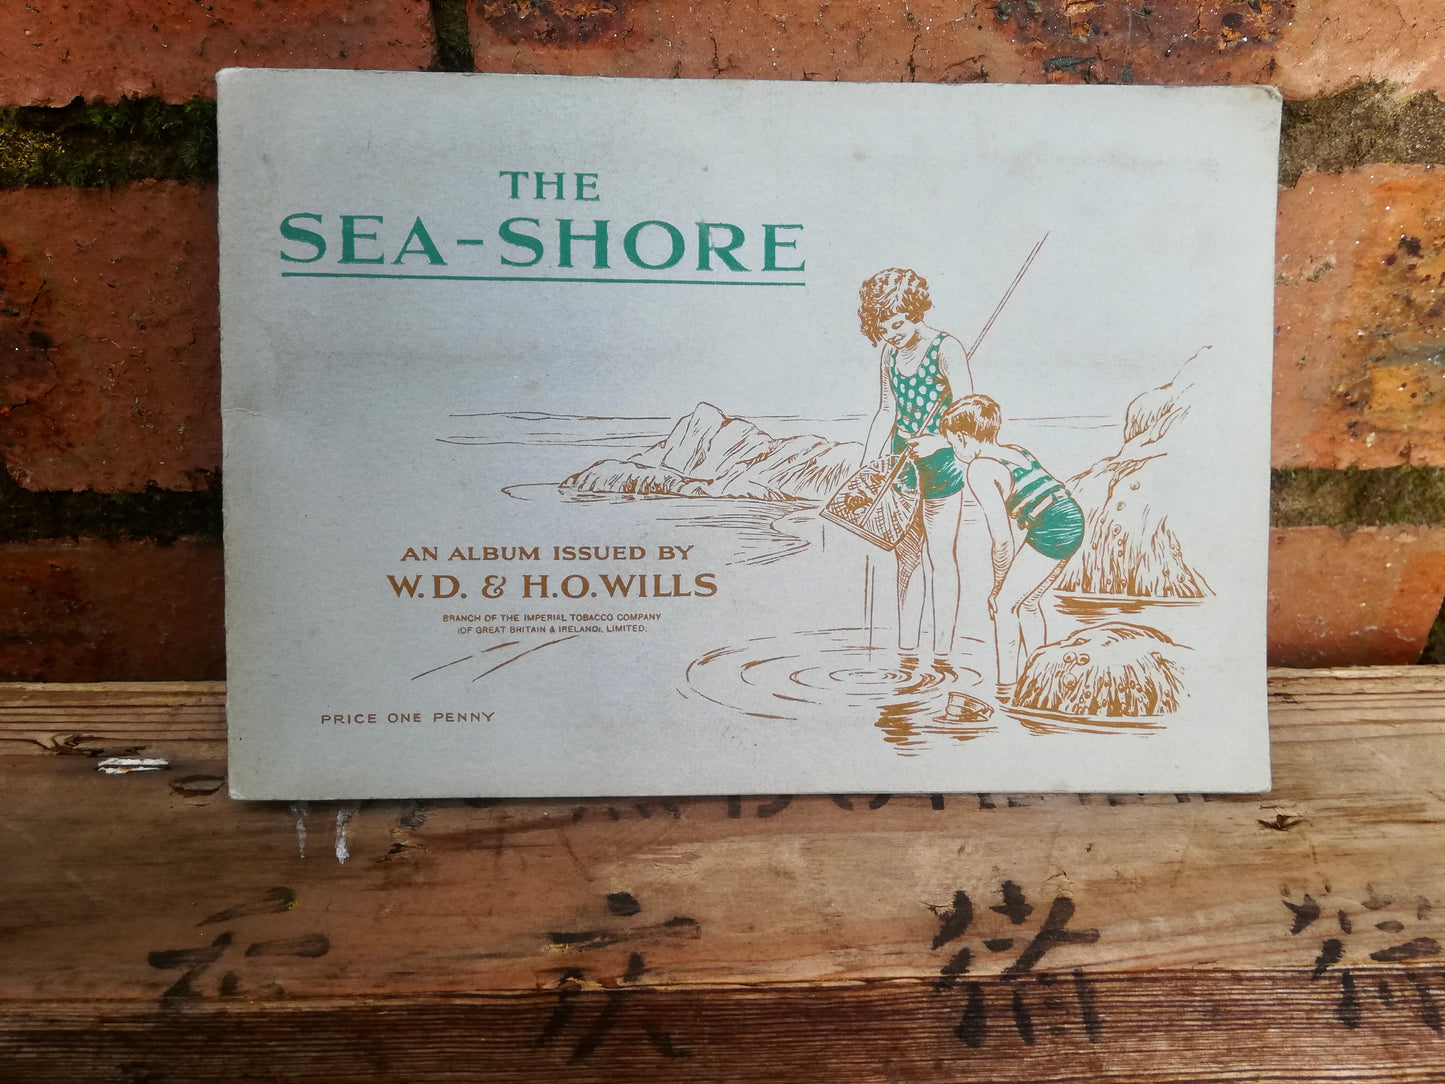 THE
SEA-SHORE
AN ALBUM ISSUED BY
W.D. & H.O. WILLS
BRANCH OF THE IMPERIAL TOBACCO COMPANY
(OF GREAT BRITAIN & IRELAND), LIMITED.
PRICE ONE PENNY